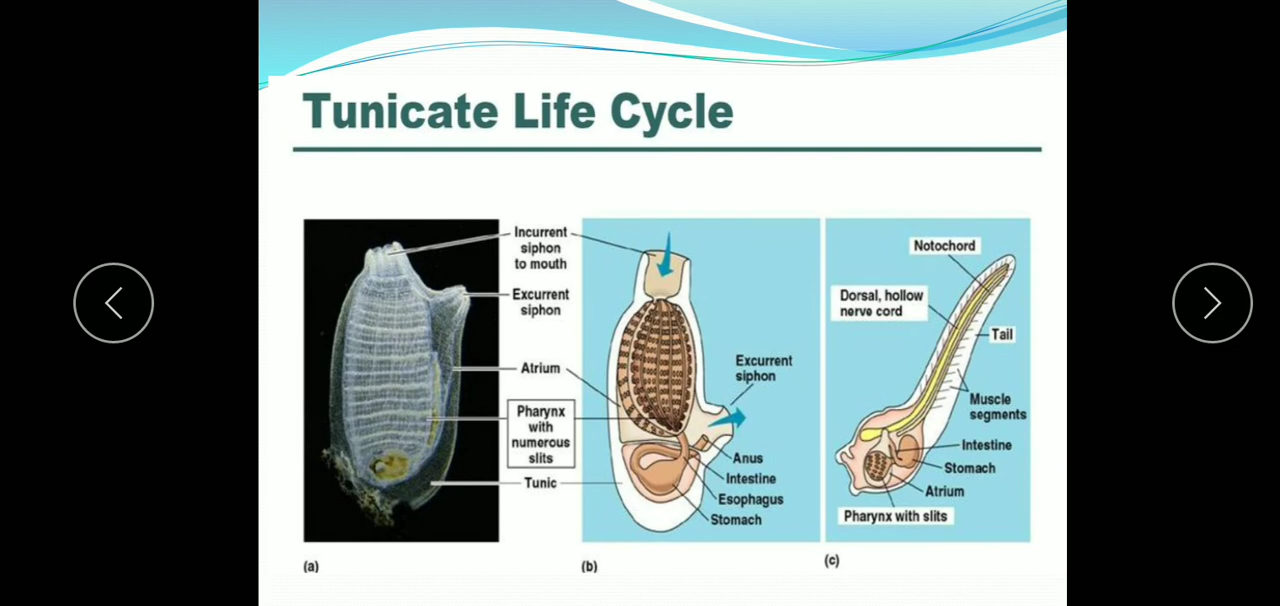 Tunicate Life Cycle
Incurrent
siphon
to mouth
Excurrent
siphon
Atrium
Pharynx
with
numerous
slits
Tunic
Excurrent
siphon
Anus
Intestine
Esophagus
Stomach
Notochord
Dorsal, hollow
nerve cord
Tail
Muscle
segments
Intestine
Stomach
Atrium
Pharynx with slits
(a)
(b)
(c)